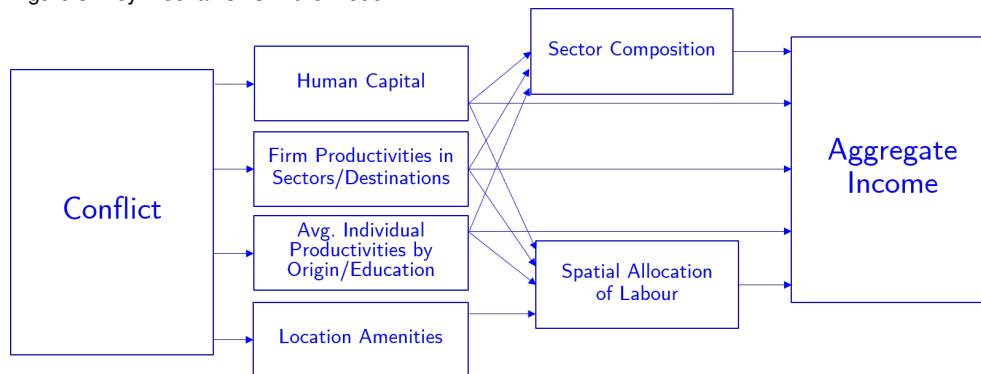 Conflict
Human Capital
Firm Productivities in
Sectors/Destinations
Avg. Individual
Productivities by
Origin/Education
Location Amenities
Sector Composition
Spatial Allocation
of Labour
Aggregate
Income